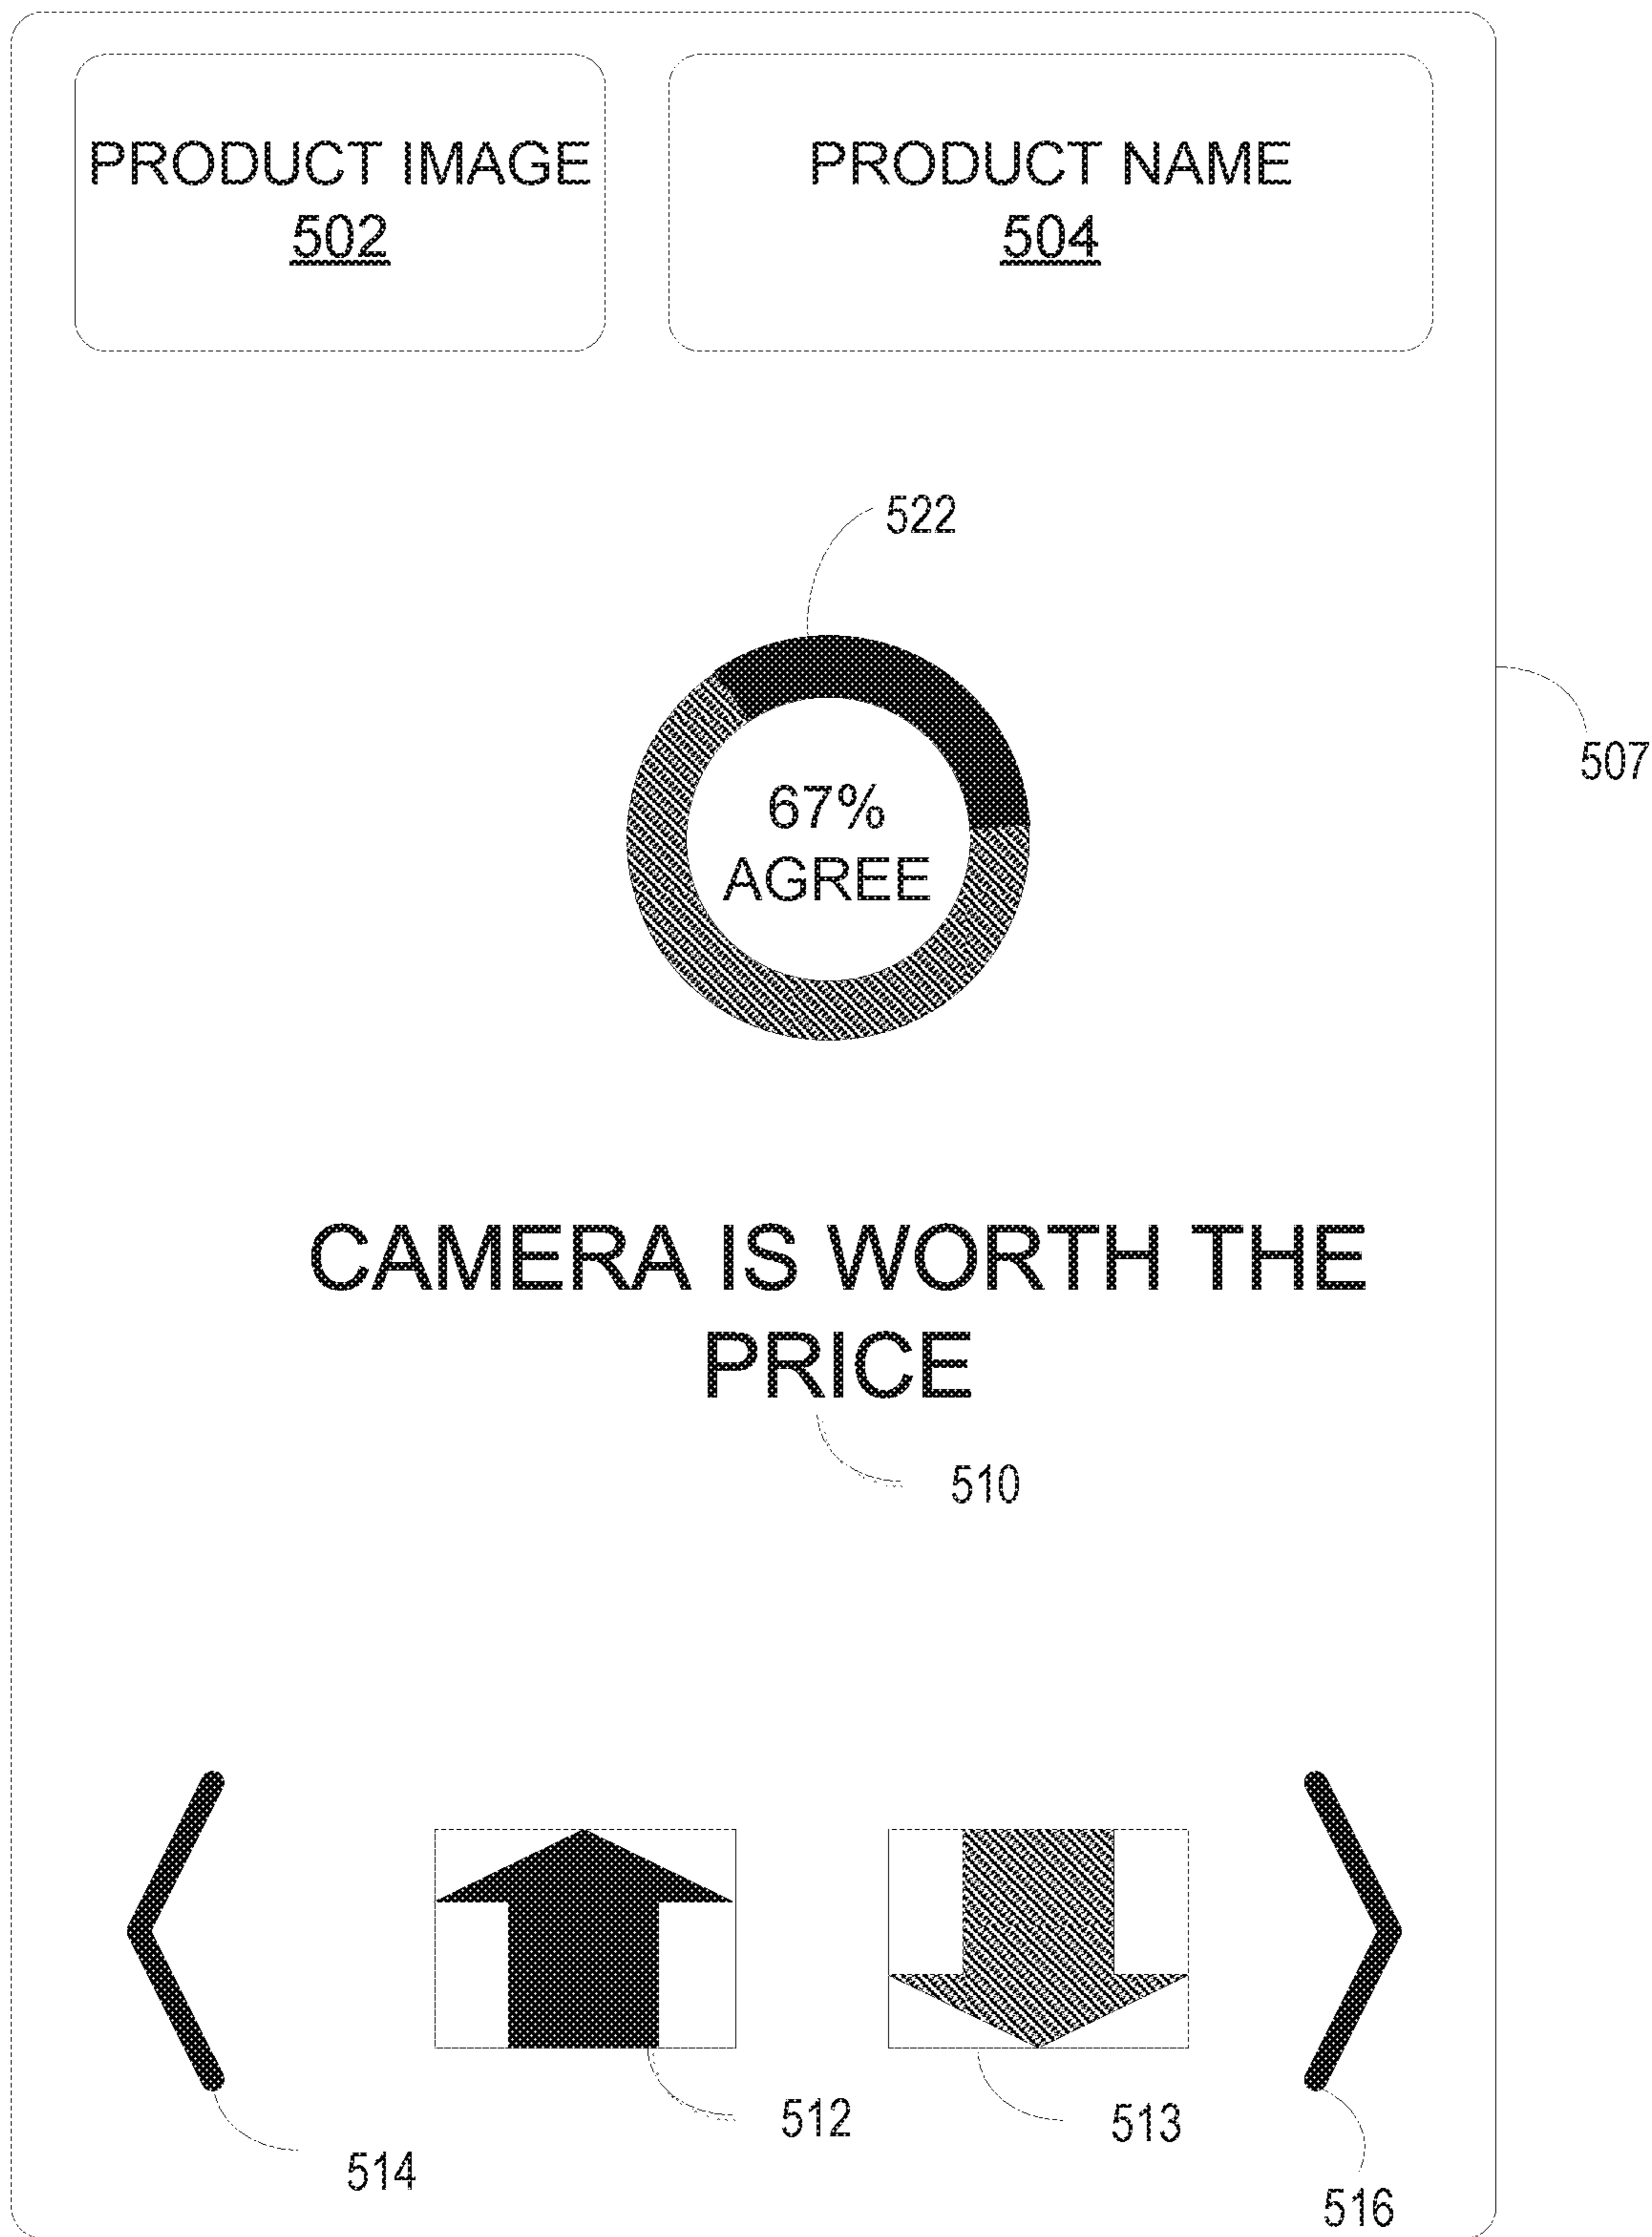 PRODUCT IMAGE
502
PRODUCT NAME
504
522
507
67%
AGREE
CAMERA IS WORTH THE
PRICE
510
512
513
514
516